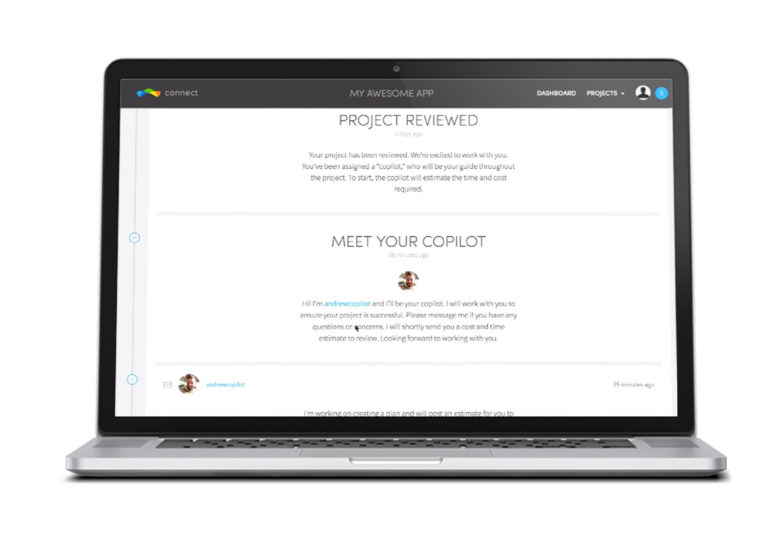 connect
MY AWESOME APP
DASHBOARD
PROJECTS
0
PROJECT REVIEWED
2 days ago
Your project has been reviewed. We're excited to work with you.
You've been assigned a "copilot," who will be your guide throughout
the project. To start, the copilot will estimate the time and cost
required.
MEET YOUR COPILOT
18 minutes ago
Hi! I'm andrewcopilot and I'll be your copilot. I will work with you to
ensure your project is successful. Please message me if you have any
questions or concerns. I will shortly send you a cost and time
estimate to review. Looking forward to working with you.
andrewcopilot
25 minutes ago
I'm working on creating a plan and will post an estimate for you to